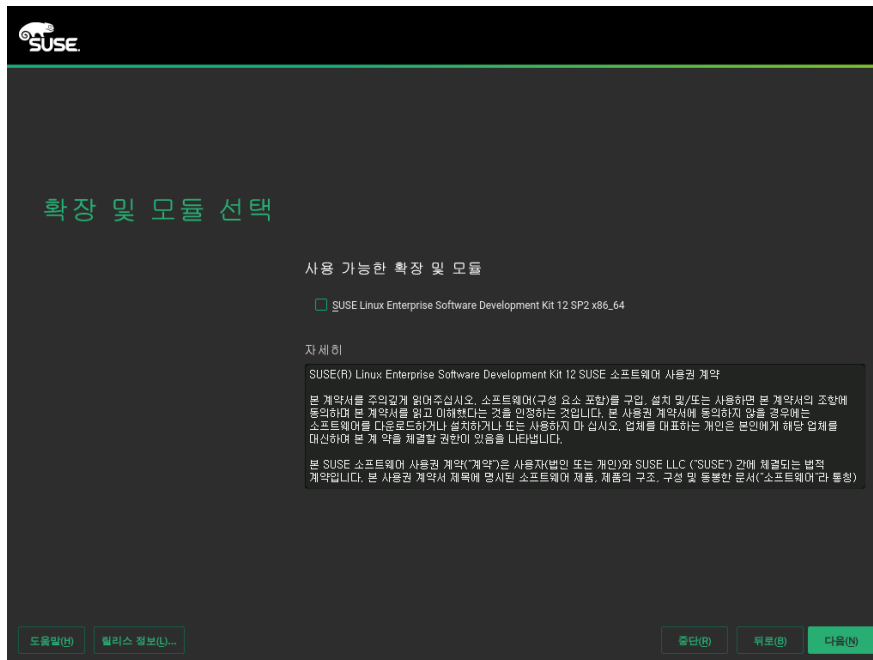 SUSE.
확장 및 모듈 선택
사용 가능한 확장 및 모듈
SUSE Linux Enterprise Software Development Kit 12 SP2 x86_64
자세히
SUSE(R) Linux Enterprise Software Development Kit 12 SUSE 소프트웨어 사용권 계약
본 계약서를 주의깊게 읽어주십시오. 소프트웨어(구성 요소 포함)를 구입, 설치 및/또는 사용하면 본 계약서의 조항에
동의하며 본 계약서를 읽고 이해했다는 것을 인정하는 것입니다. 본 사용권 계약서에 동의하지 않을 경우에는
소프트웨어를 다운로드하거나 설치하거나 또는 사용하지 마 십시오. 업체를 대표하는 개인은 본인에게 해당 업체를
대신하여 본 계 약을 체결할 권한이 있음을 나타냅니다.
본 SUSE 소프트웨어 사용권 계약("계약")은 사용자(법인 또는 개인)와 SUSE LLC ("SUSE") 간에 체결되는 법적
계약입니다. 본 사용권 계약서 제목에 명시된 소프트웨어 제품, 제품의 구조, 구성 및 동봉한 문서("소프트웨어"라 통칭)
도움말(H) 릴리스 정보(L)... 중단(R) 뒤로(B) 다음(N)